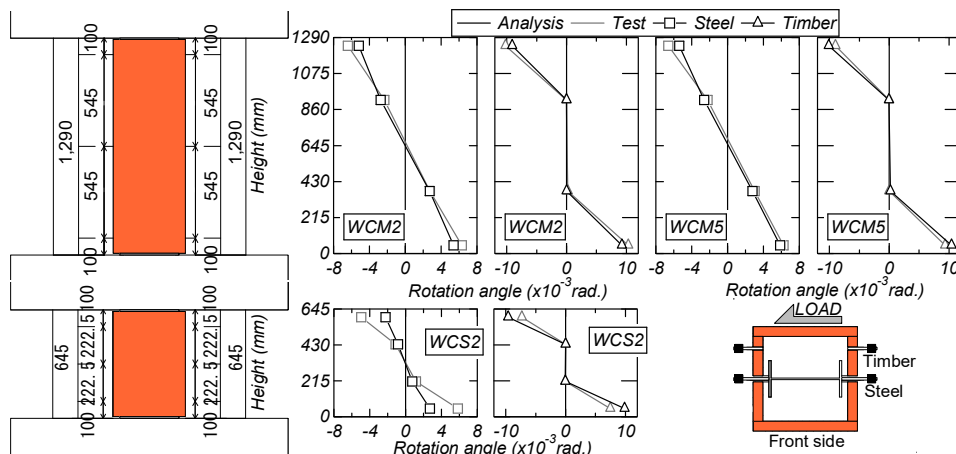 Analysis Test Steel Timber
100
545
1,290
545
100
100
545
1,290
545
100
Height (mm)
1290
1075
860
645
430
215
0
WCM2
WCM2
WCM5
WCM5
-8 -4 0 4 8
-10 0 10
-8 -4 0 4 8
-10 0 10
Rotation angle (x10-3rad.)
Rotation angle (x10-3rad.)
100
222.5
645
222.5
100
100
222.5
645
222.5
100
Height (mm)
645
430
215
0
WCS2
WCS2
-8 -4 0 4 8
-10 0 10
Rotation angle (x10-3rad.)
LOAD
Timber
Steel
Front side